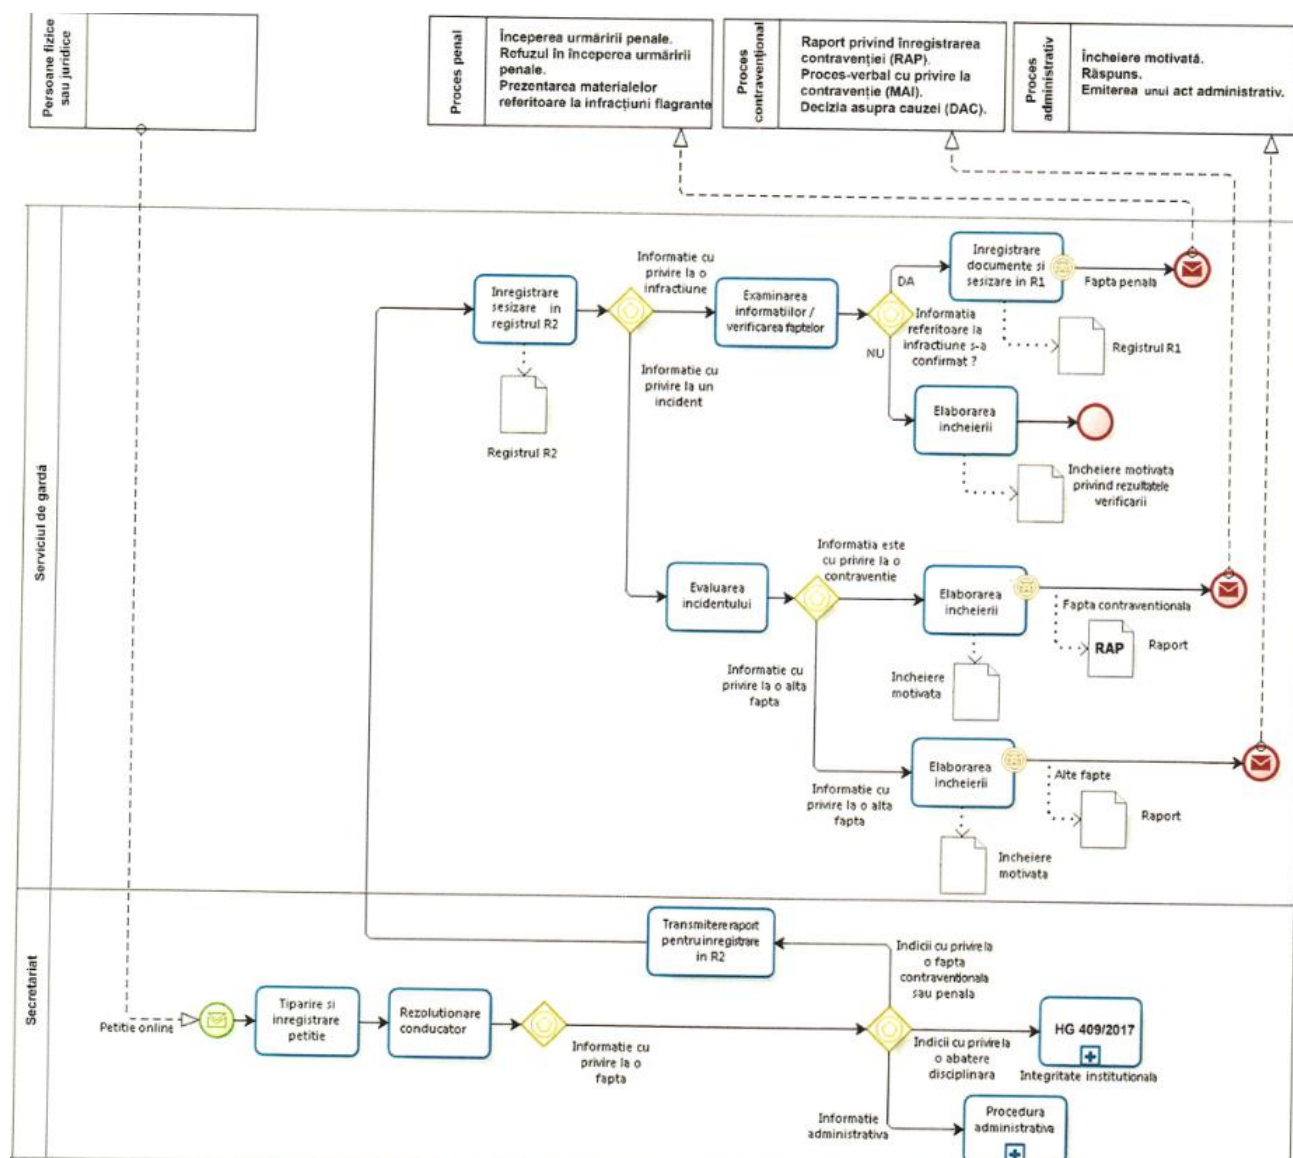 Persoane fizice
sau juridice
Proces penal
Începerea urmăririi penale.
Refuzul în începerea urmăririi
penale.
Prezentarea materialelor
referitoare la infracțiuni flagrante
Proces
contravențional
Raport privind înregistrarea
contravenției (RAP).
Proces-verbal cu privire la
contravenție (MAI).
Decizia asupra cauzei (DAC).
Proces
administrativ
Încheiere motivată.
Răspuns.
Emiterea unui act administrativ.
Serviciul de gardă
Inregistrare
sesizare in
registrul R2
Registrul R2
Informatie cu
privire la o
infractiune
Informatie cu
privire la un
incident
Examinarea
informatiilor /
verificarea faptelor
DA
NU
Informatia
referitoare la
infractiune s-a
confirmat ?
Inregistrare
documente si
sesizare in R1
Fapta penala
Registrul R1
Elaborarea
incheierii
Incheiere motivata
privind rezultatele
verificarii
Evaluarea
incidentului
Informatia este
cu privire la o
contraventie
Elaborarea
incheierii
Fapta contraventionala
RAP
Raport
Incheiere
motivata
Informatie cu
privire la o alta
fapta
Elaborarea
incheierii
Alte fapte
Raport
Informatie cu
privire la o alta
fapta
Incheiere
motivata
Secretariat
Transmitere raport
pentru inregistrare
in R2
Indicii cu privire la
o fapta
contraventionala
sau penala
Petitie online
Tiparire si
inregistrare
petitie
Rezolutionare
conducator
Informatie cu
privire la o
fapta
Indicii cu privire la
o abatere
disciplinara
HG 409/2017
Integritate institutionala
Informatie
administrativa
Procedura
administrativa